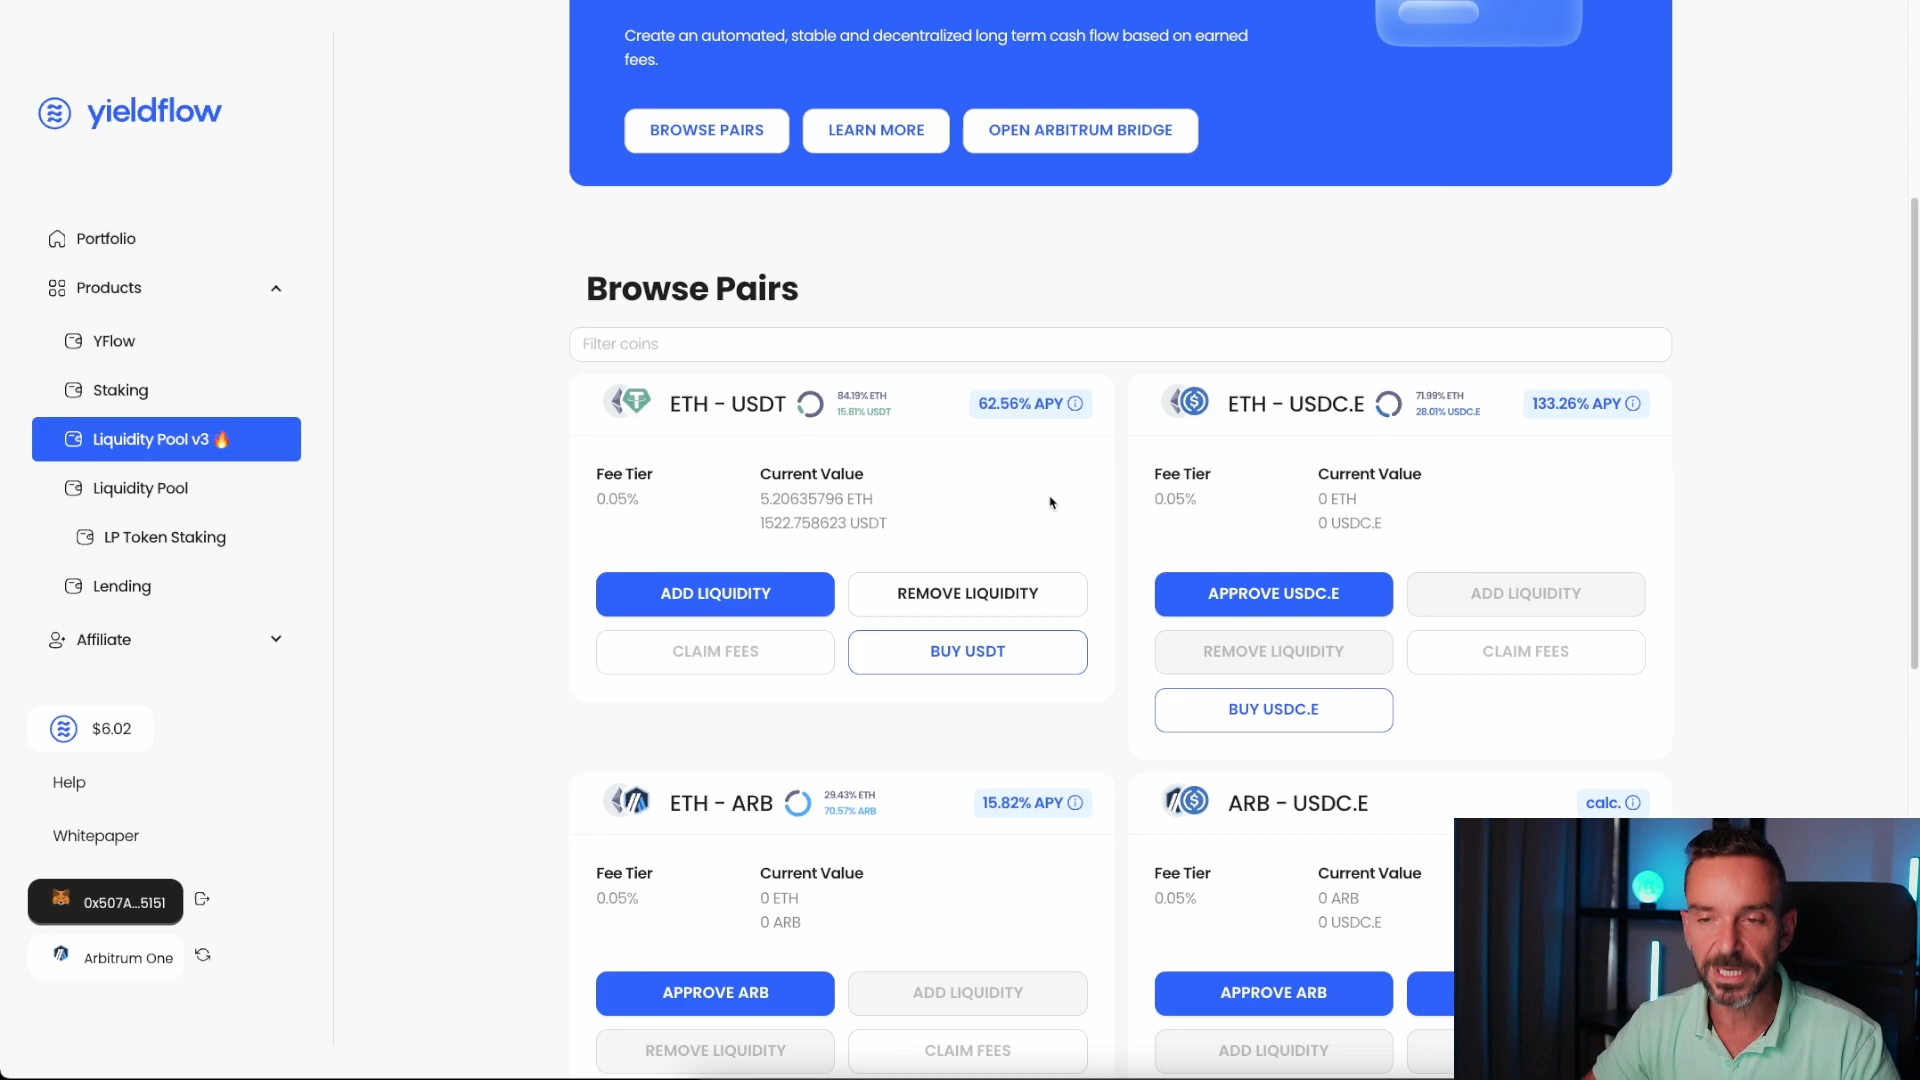 yieldflow
Portfolio
Products
YFlow
Staking
Liquidity Pool v3 🔥
Liquidity Pool
LP Token Staking
Lending
Affiliate
$6.02
Help
Whitepaper
0x507A...5151
Arbitrum One
Create an automated, stable and decentralized long term cash flow based on earned
fees.
BROWSE PAIRS
LEARN MORE
OPEN ARBITRUM BRIDGE
Browse Pairs
Filter coins
ETH - USDT
84.19% ETH
15.81% USDT
62.56% APY
Fee Tier
0.05%
Current Value
5.20635796 ETH
1522.758623 USDT
ADD LIQUIDITY
REMOVE LIQUIDITY
CLAIM FEES
BUY USDT
ETH - USDC.E
71.99% ETH
28.01% USDC.E
133.26% APY
Fee Tier
0.05%
Current Value
0 ETH
0 USDC.E
APPROVE USDC.E
ADD LIQUIDITY
REMOVE LIQUIDITY
CLAIM FEES
BUY USDC.E
ETH - ARB
29.43% ETH
70.57% ARB
15.82% APY
Fee Tier
0.05%
Current Value
0 ETH
0 ARB
APPROVE ARB
ADD LIQUIDITY
REMOVE LIQUIDITY
CLAIM FEES
ARB - USDC.E
calc.
Fee Tier
0.05%
Current Value
0 ARB
0 USDC.E
APPROVE ARB
ADD LIQUIDITY